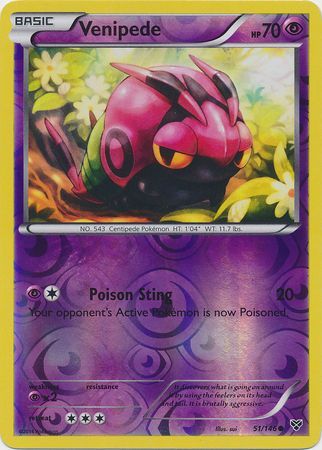 BASIC
Venipede
HP70
NO. 543 Centipede Pokémon HT: 1'04" WT: 11.7 lbs.
Poison Sting 20
Your opponent's Active Pokémon is now Poisoned.
weakness resistance
×2
retreat
It discovers what is going on around
it by using the feelers on its head
and tail. It is brutally aggressive.
Illus. sui
51/146